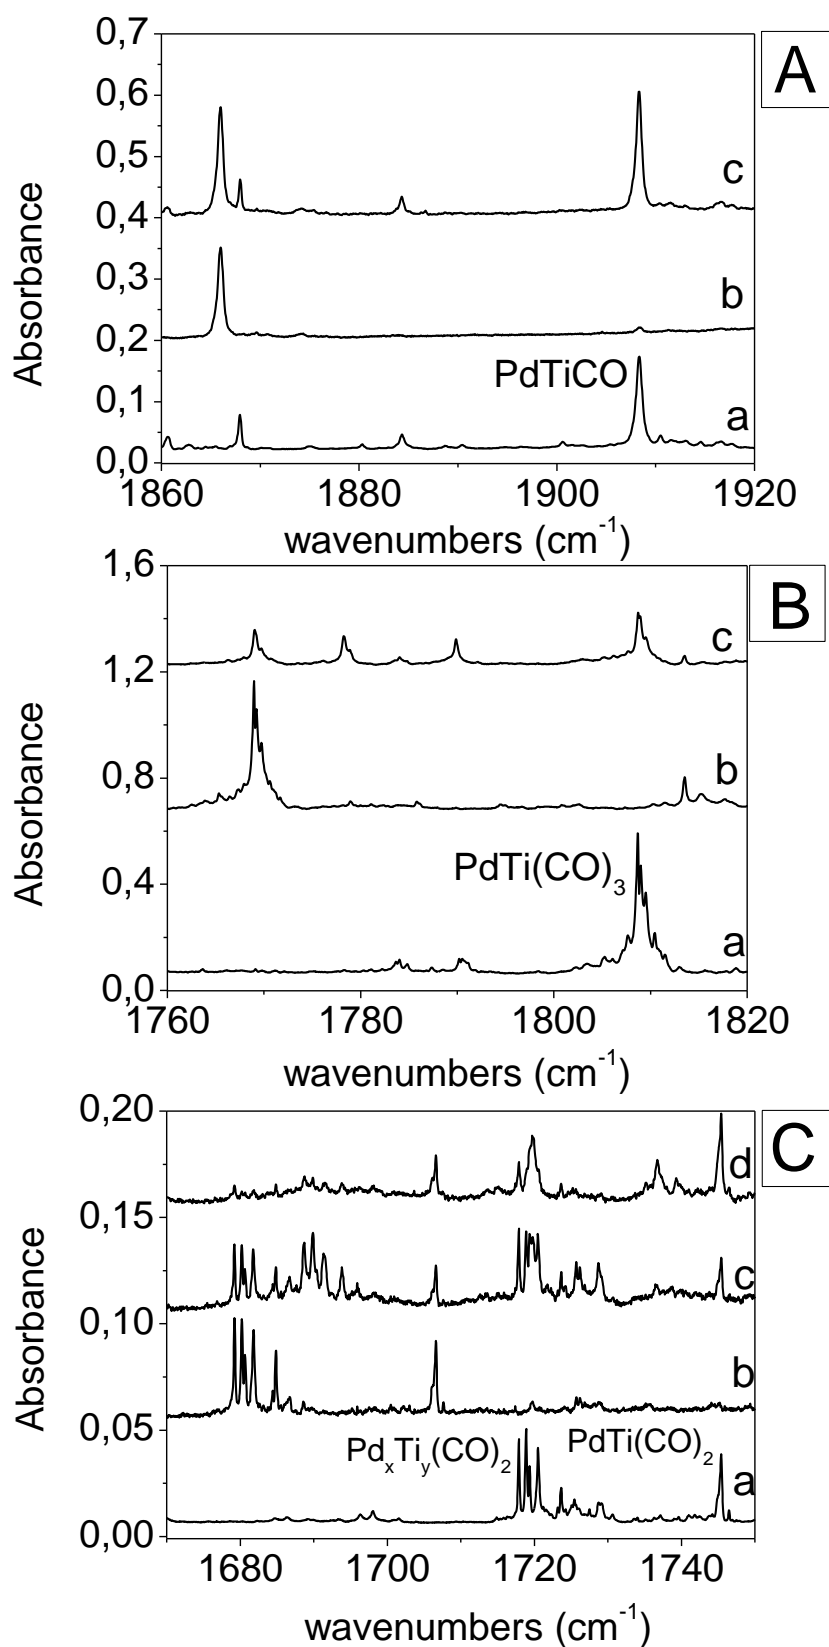 A
0,7
0,6
0,5
0,4
0,3
0,2
0,1
0,0
Absorbance
c
b
PdTiCO
a
1860 1880 1900 1920
wavenumbers (cm⁻¹)
B
1,6
1,2
0,8
0,4
0,0
Absorbance
c
b
PdTi(CO)₃
a
1760 1780 1800 1820
wavenumbers (cm⁻¹)
C
0,20
0,15
0,10
0,05
0,00
Absorbance
d
c
b
PdₓTiᵧ(CO)₂ PdTi(CO)₂
a
1680 1700 1720 1740
wavenumbers (cm⁻¹)